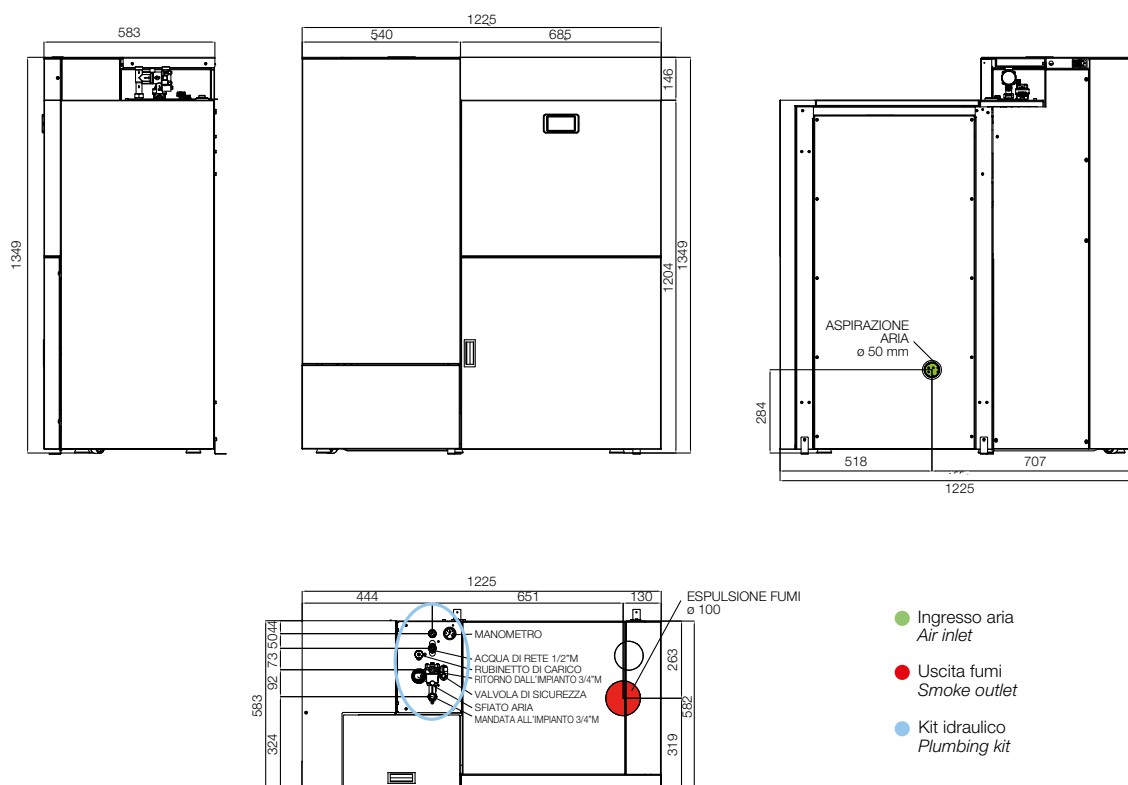 583
1225
540
685
146
1349
1204
1349
ASPIRAZIONE
ARIA
ø 50 mm
284
518
707
1225
1225
444
651
130
ESPULSIONE FUMI
ø 100
44
50
73
92
324
583
MANOMETRO
ACQUA DI RETE 1/2"M
RUBINETTO DI CARICO
RITORNO DALL'IMPIANTO 3/4"M
VALVOLA DI SICUREZZA
SFIATO ARIA
MANDATA ALL'IMPIANTO 3/4"M
263
319
582
Ingresso aria
Air inlet
Uscita fumi
Smoke outlet
Kit idraulico
Plumbing kit